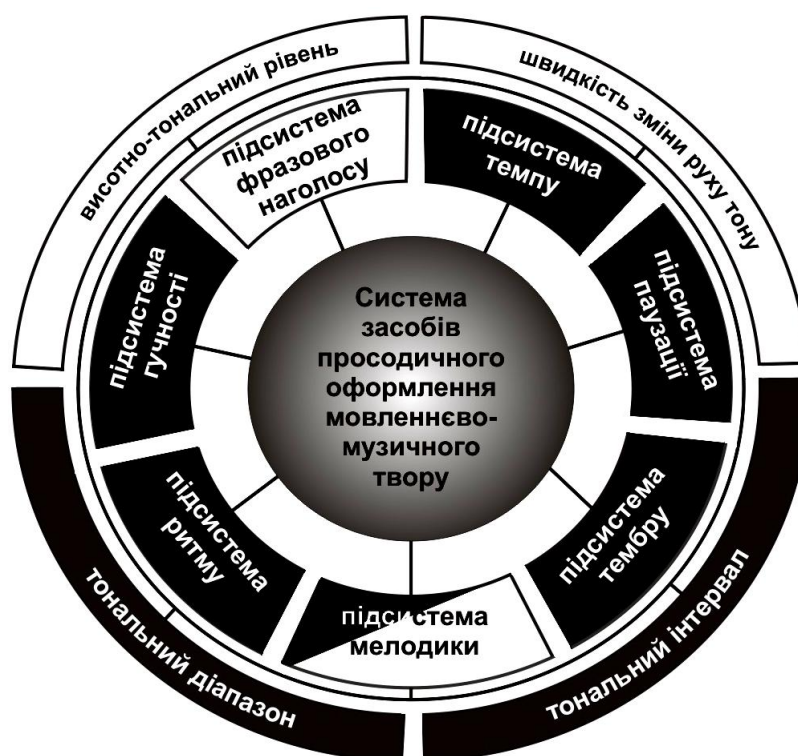 висотно-тональний рівень
швидкість зміни руху тону
підсистема
фразового
наголосу
підсистема
темпу
підсистема
гучності
підсистема
паузації
Система
засобів
просодичного
оформлення
мовленнєво-
музичного
твору
підсистема
ритму
підсистема
тембру
підсистема
мелодики
тональний діапазон
тональний інтервал